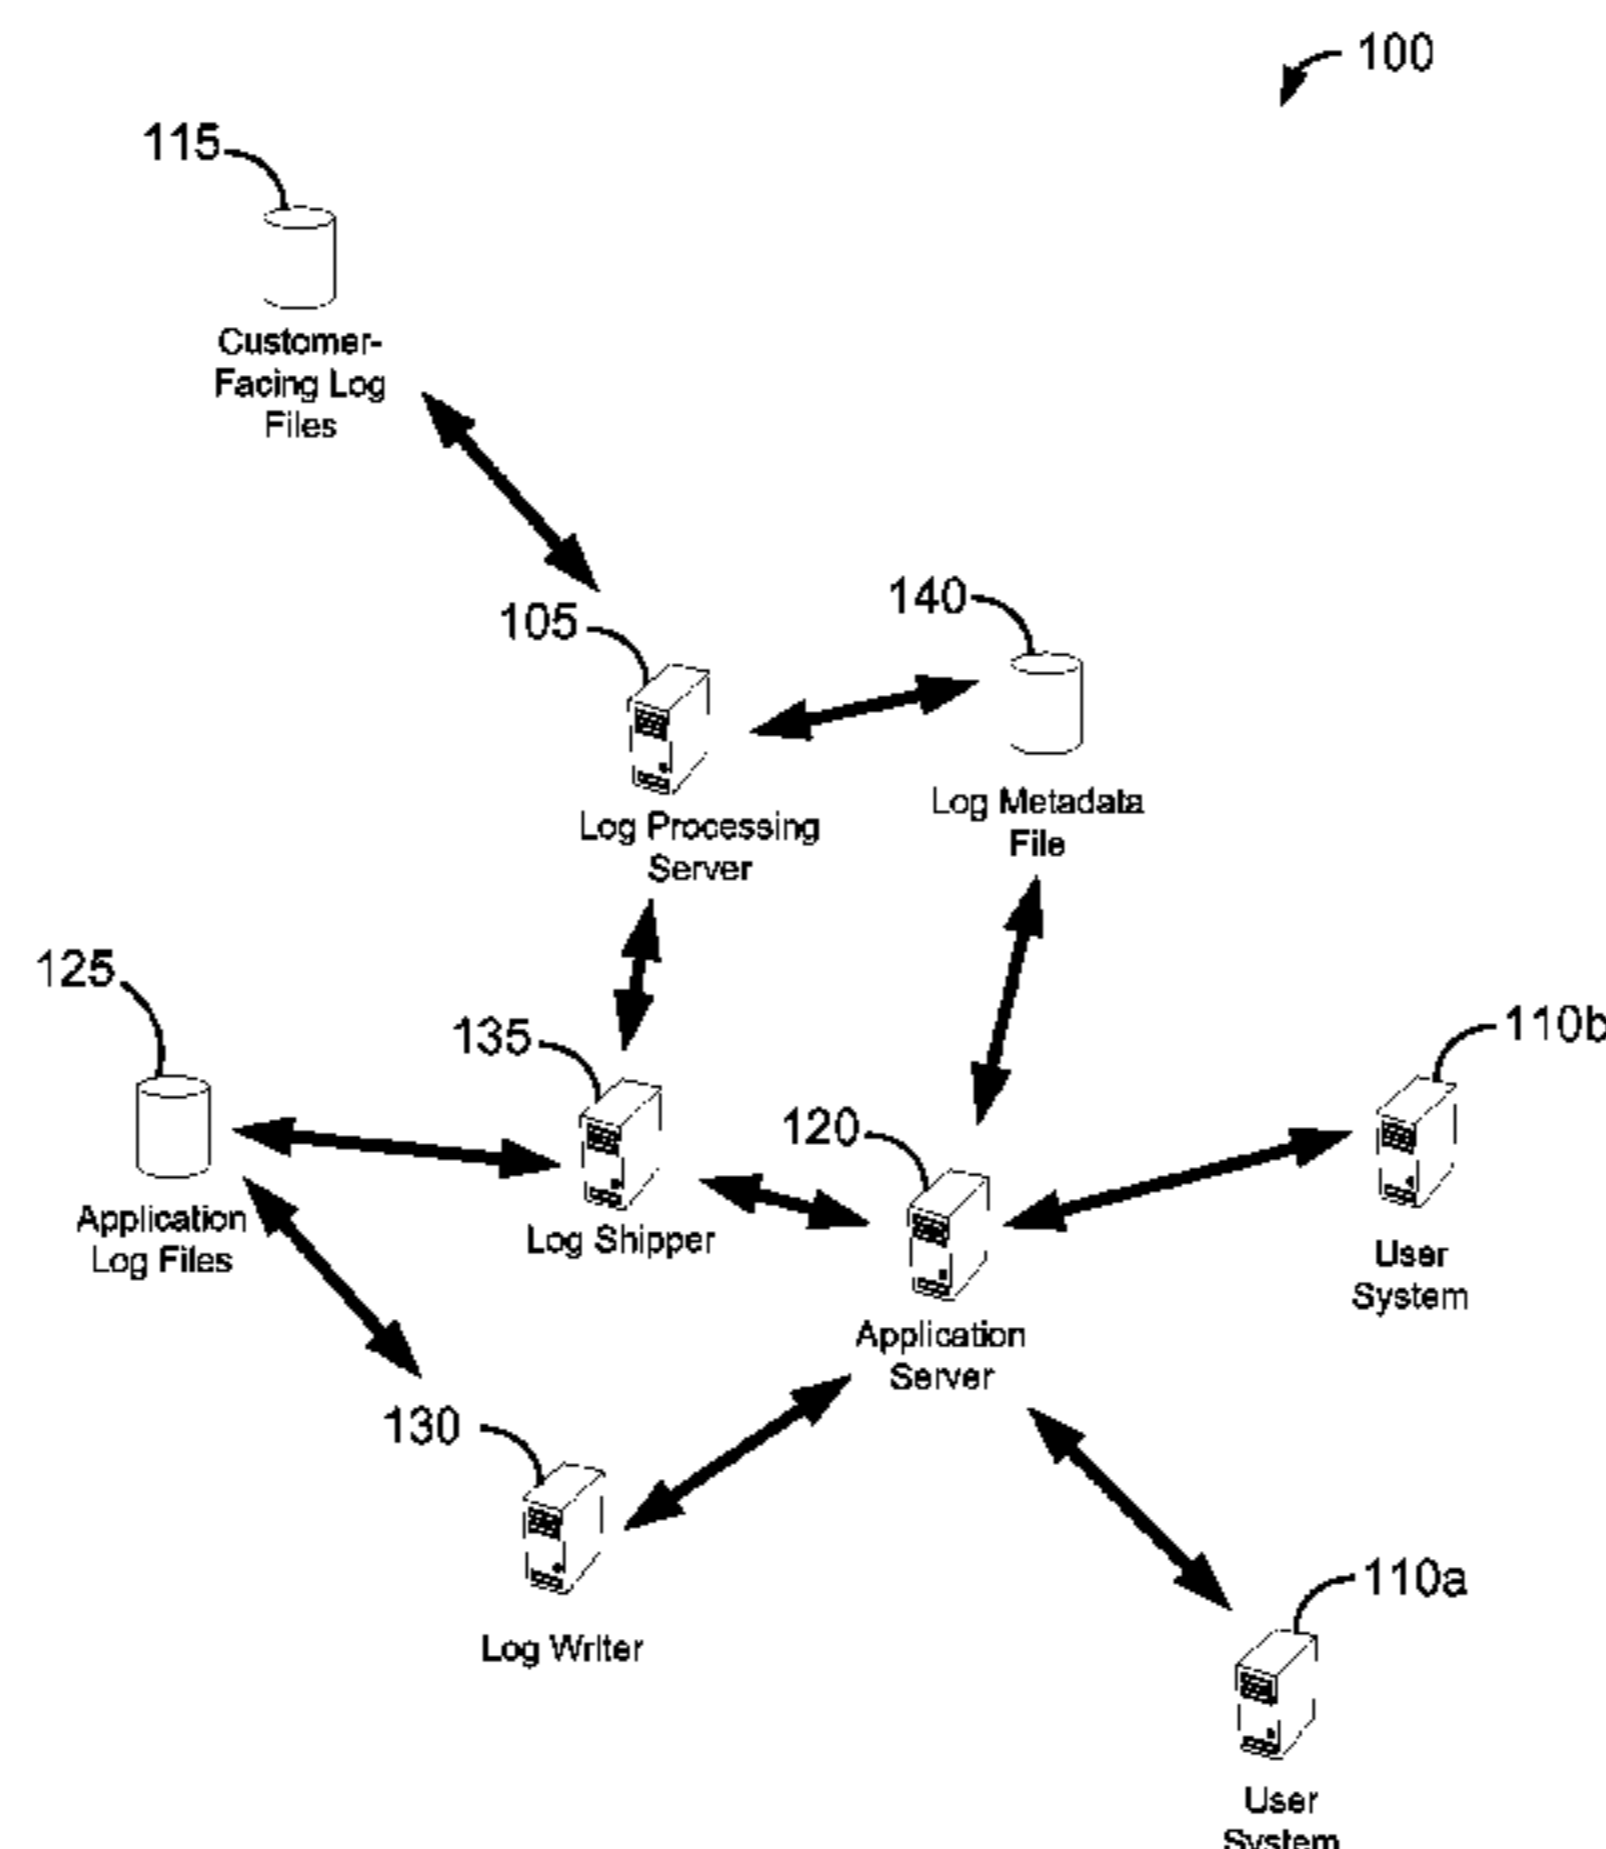 100
115
Customer-
Facing Log
Files
105
140
Log Processing
Server
Log Metadata
File
125
135
120
110b
Application
Log Files
Log Shipper
Application
Server
User
System
130
Log Writer
110a
User
System